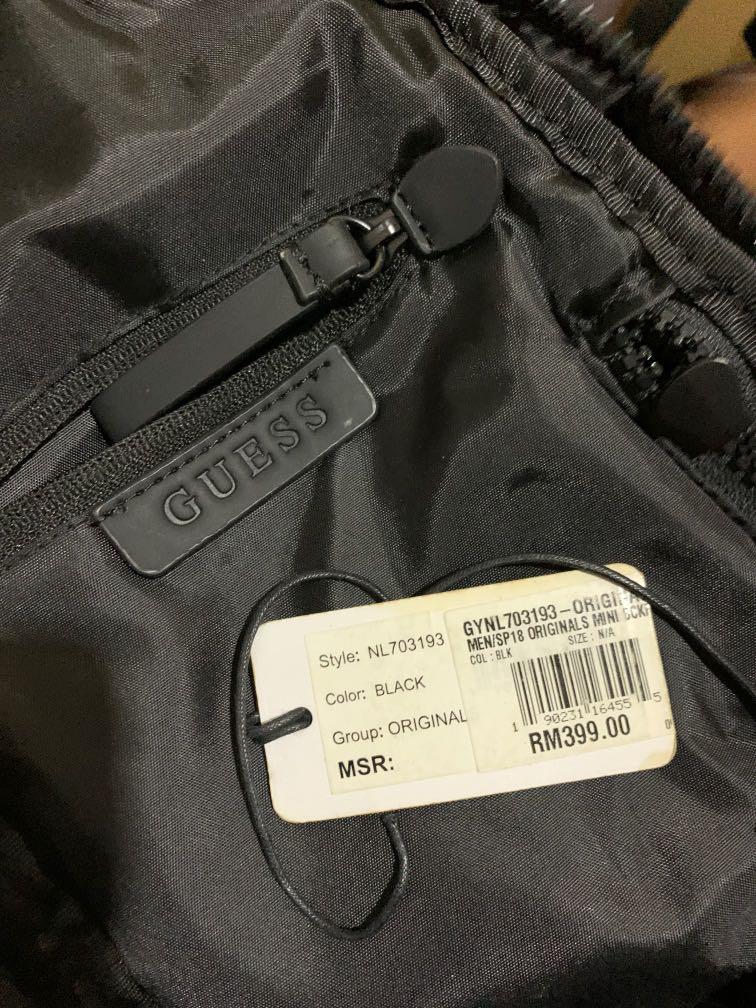 GUESS
Style: NL703193
Color: BLACK
Group: ORIGINAL
MSR:
GYNL703193-ORIGINA
MEN/SP18 ORIGINALS MINI
COL : BLK SIZE : N/A
1 90231 16455 5
RM399.00